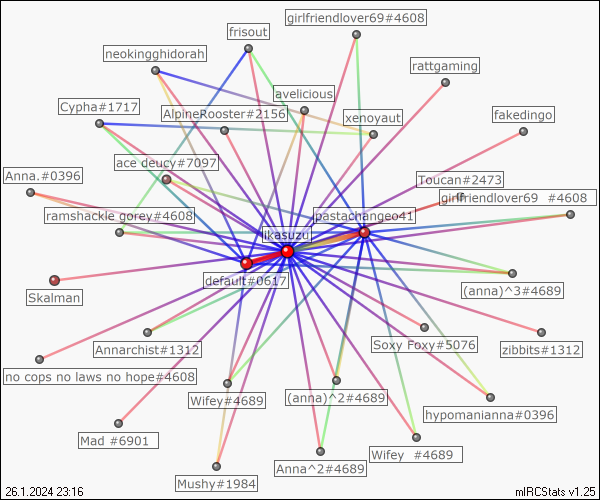 girlfriendlover69#4608
frisout
neokingghidorah
rattgaming
avelicious
Cypha#1717
AlpineRooster#2156
xenoyaut
fakedingo
ace deucy#7097
Anna.#0396
Toucan#2473
girlfriendlover69 #4608
ramshackle gorey#4608
pastachangeo41
ikasuzu
default#0617
(anna)^3#4689
Skalman
Annarchist#1312
Soxy Foxy#5076
zibbits#1312
no cops no laws no hope#4608
Wifey#4689
(anna)^2#4689
hypomanianna#0396
Mad #6901
Wifey #4689
Anna^2#4689
Mushy#1984
26.1.2024 23:16
mIRCStats v1.25